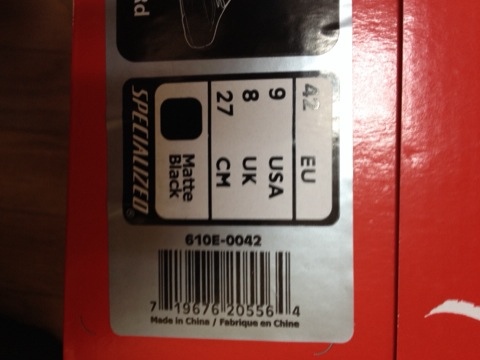 42 EU
9 USA
8 UK
27 CM
Matte
Black
SPECIALIZED®
610E-0042
7 19676 20556 4
Made in China / Fabrique en Chine